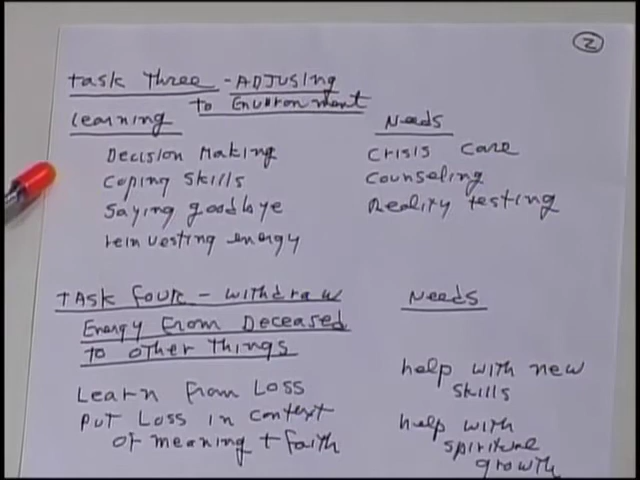 2
Task Three - ADJUSING
to Envuronment
Learning
Needs
Decision Making
Crisis Care
Coping Skills
Counseling
Saying goodbye
Reality testing
reinvesting energy
TASK FOUR - withdraw
Needs
Energy From Deceased
to other things
help with new
skills
Learn from Loss
Put Loss in context
of meaning + faith
help with
spiritual
growth